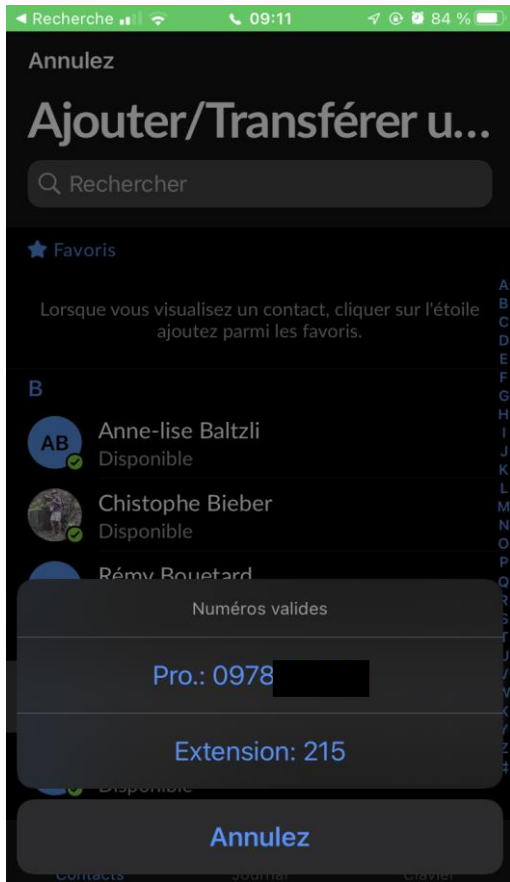 Recherche 09:11 84 %
Annulez
Ajouter/Transférer u...
Rechercher
Favoris
Lorsque vous visualisez un contact, cliquer sur l'étoile
ajoutez parmi les favoris.
B
AB
Anne-lise Baltzli
Disponible
Chistophe Bieber
Disponible
Rémy Bouetard
Numéros valides
Pro.: 0978
Extension: 215
Disponible
Annulez
Contacts Journal Clavier
A
B
C
D
E
F
G
H
I
J
K
L
M
N
O
P
Q
R
S
T
U
V
W
X
Y
Z
#